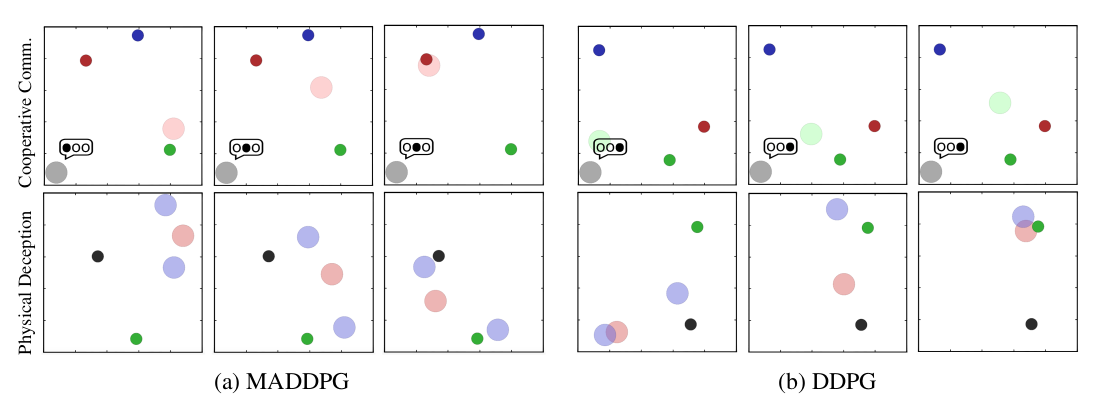 Cooperative Comm.
Physical Deception
(a) MADDPG
(b) DDPG